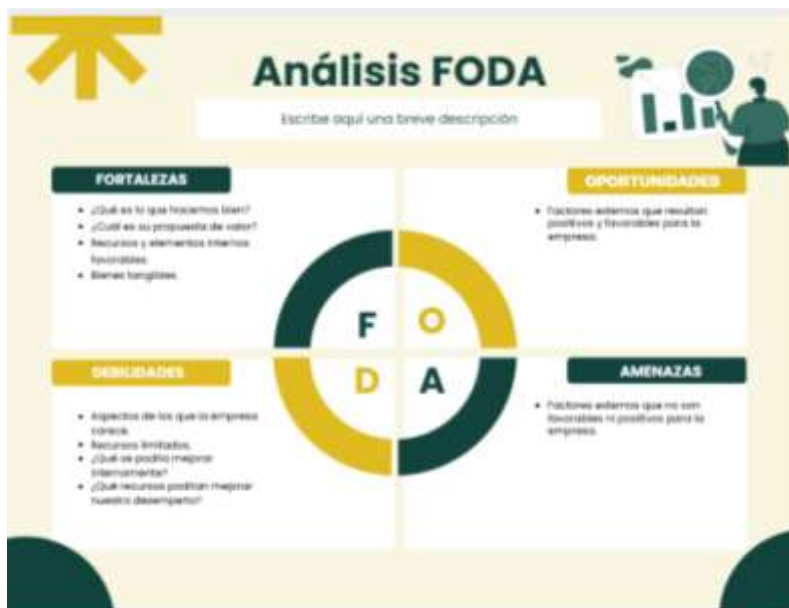 Análisis FODA
Escribe aquí una breve descripción
FORTALEZAS
• ¿Qué es lo que hacemos bien?
• ¿Cuál es su propuesta de valor?
• Recursos y elementos internos
favorables.
• Bienes tangibles.
OPORTUNIDADES
• Factores externos que resultan
positivos y favorables para la
empresa.
F
O
D
A
DEBILIDADES
• Aspectos de los que la empresa
carece.
• Recursos limitados.
• ¿Qué se podría mejorar
internamente?
• ¿Qué recursos podrían mejorar
nuestro desempeño?
AMENAZAS
• Factores externos que no son
favorables ni positivos para la
empresa.